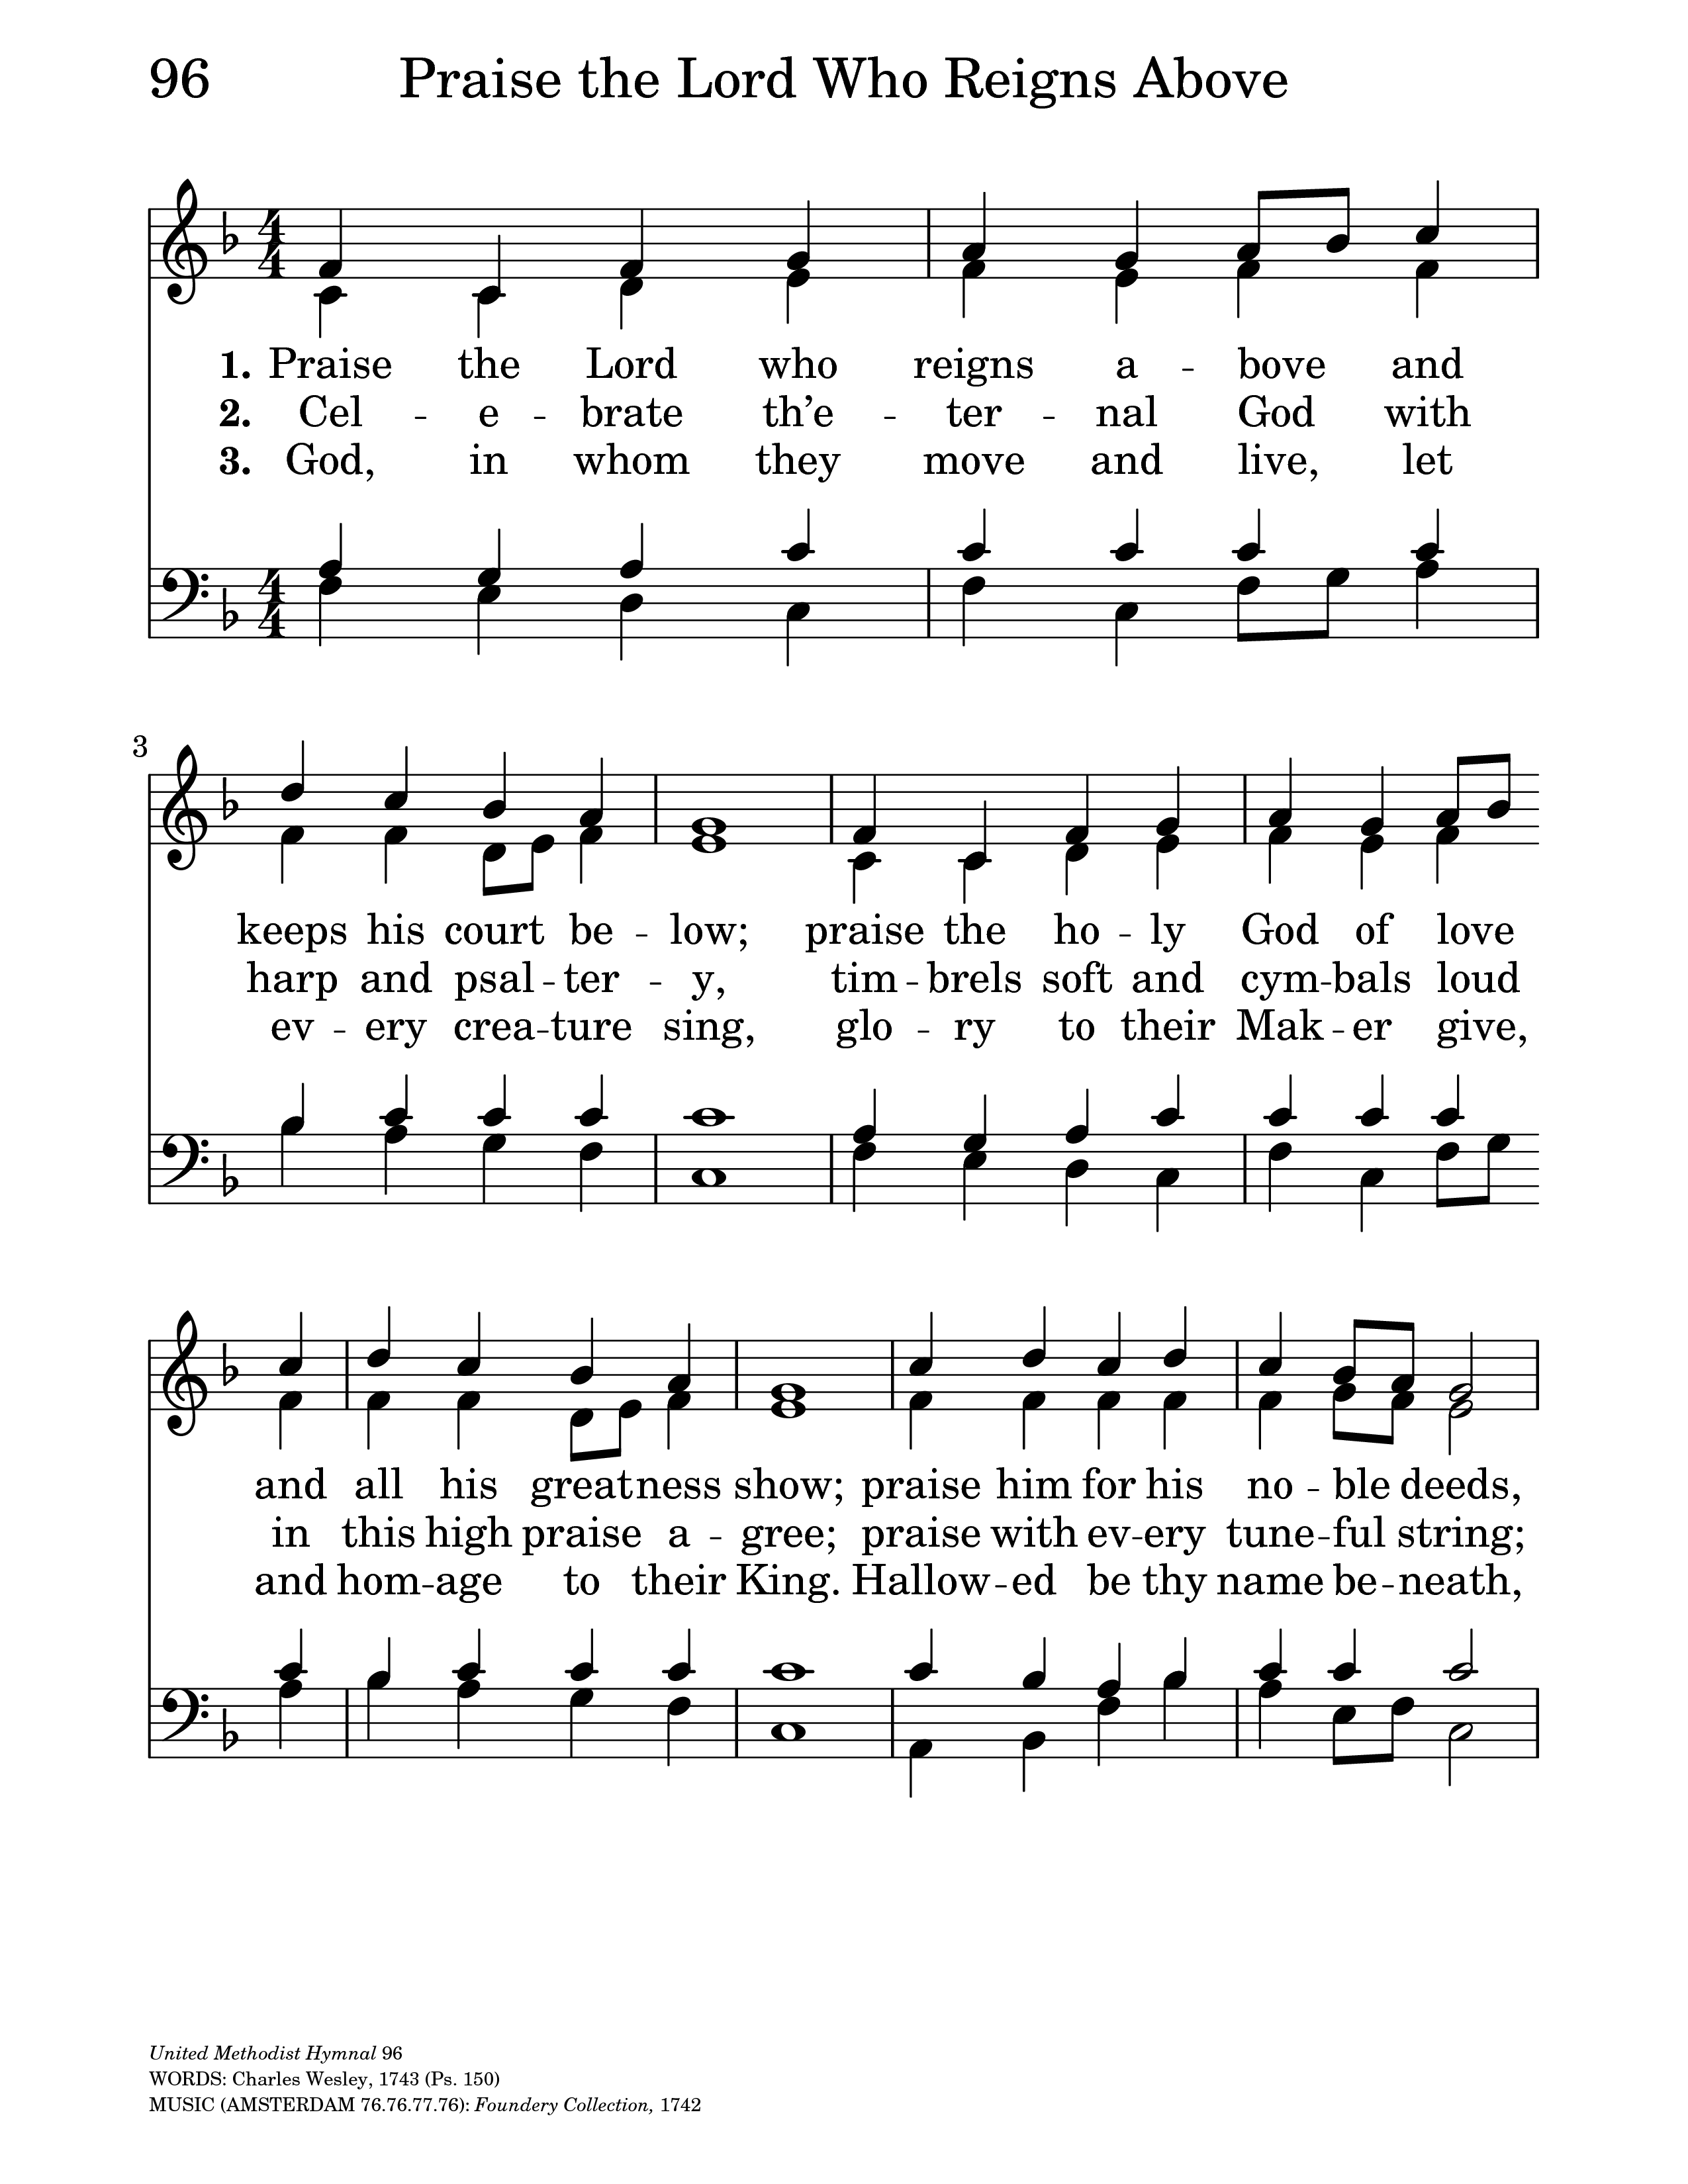 96 Praise the Lord Who Reigns Above
4 4
1. Praise the Lord who reigns a - bove and
2. Cel - e - brate th’e - ter - nal God with
3. God, in whom they move and live, let
4 4
3
keeps his court be - low; praise the ho - ly God of love
harp and psal - ter - y, tim - brels soft and cym - bals loud
ev - ery crea - ture sing, glo - ry to their Mak - er give,
and all his greatness show; praise him for his no - ble deeds,
in this high praise a - gree; praise with ev - ery tune - ful string;
and hom - age to their King. Hallow - ed be thy name be - neath,
United Methodist Hymnal 96
WORDS: Charles Wesley, 1743 (Ps. 150)
MUSIC (AMSTERDAM 76.76.77.76): Foundery Collection, 1742